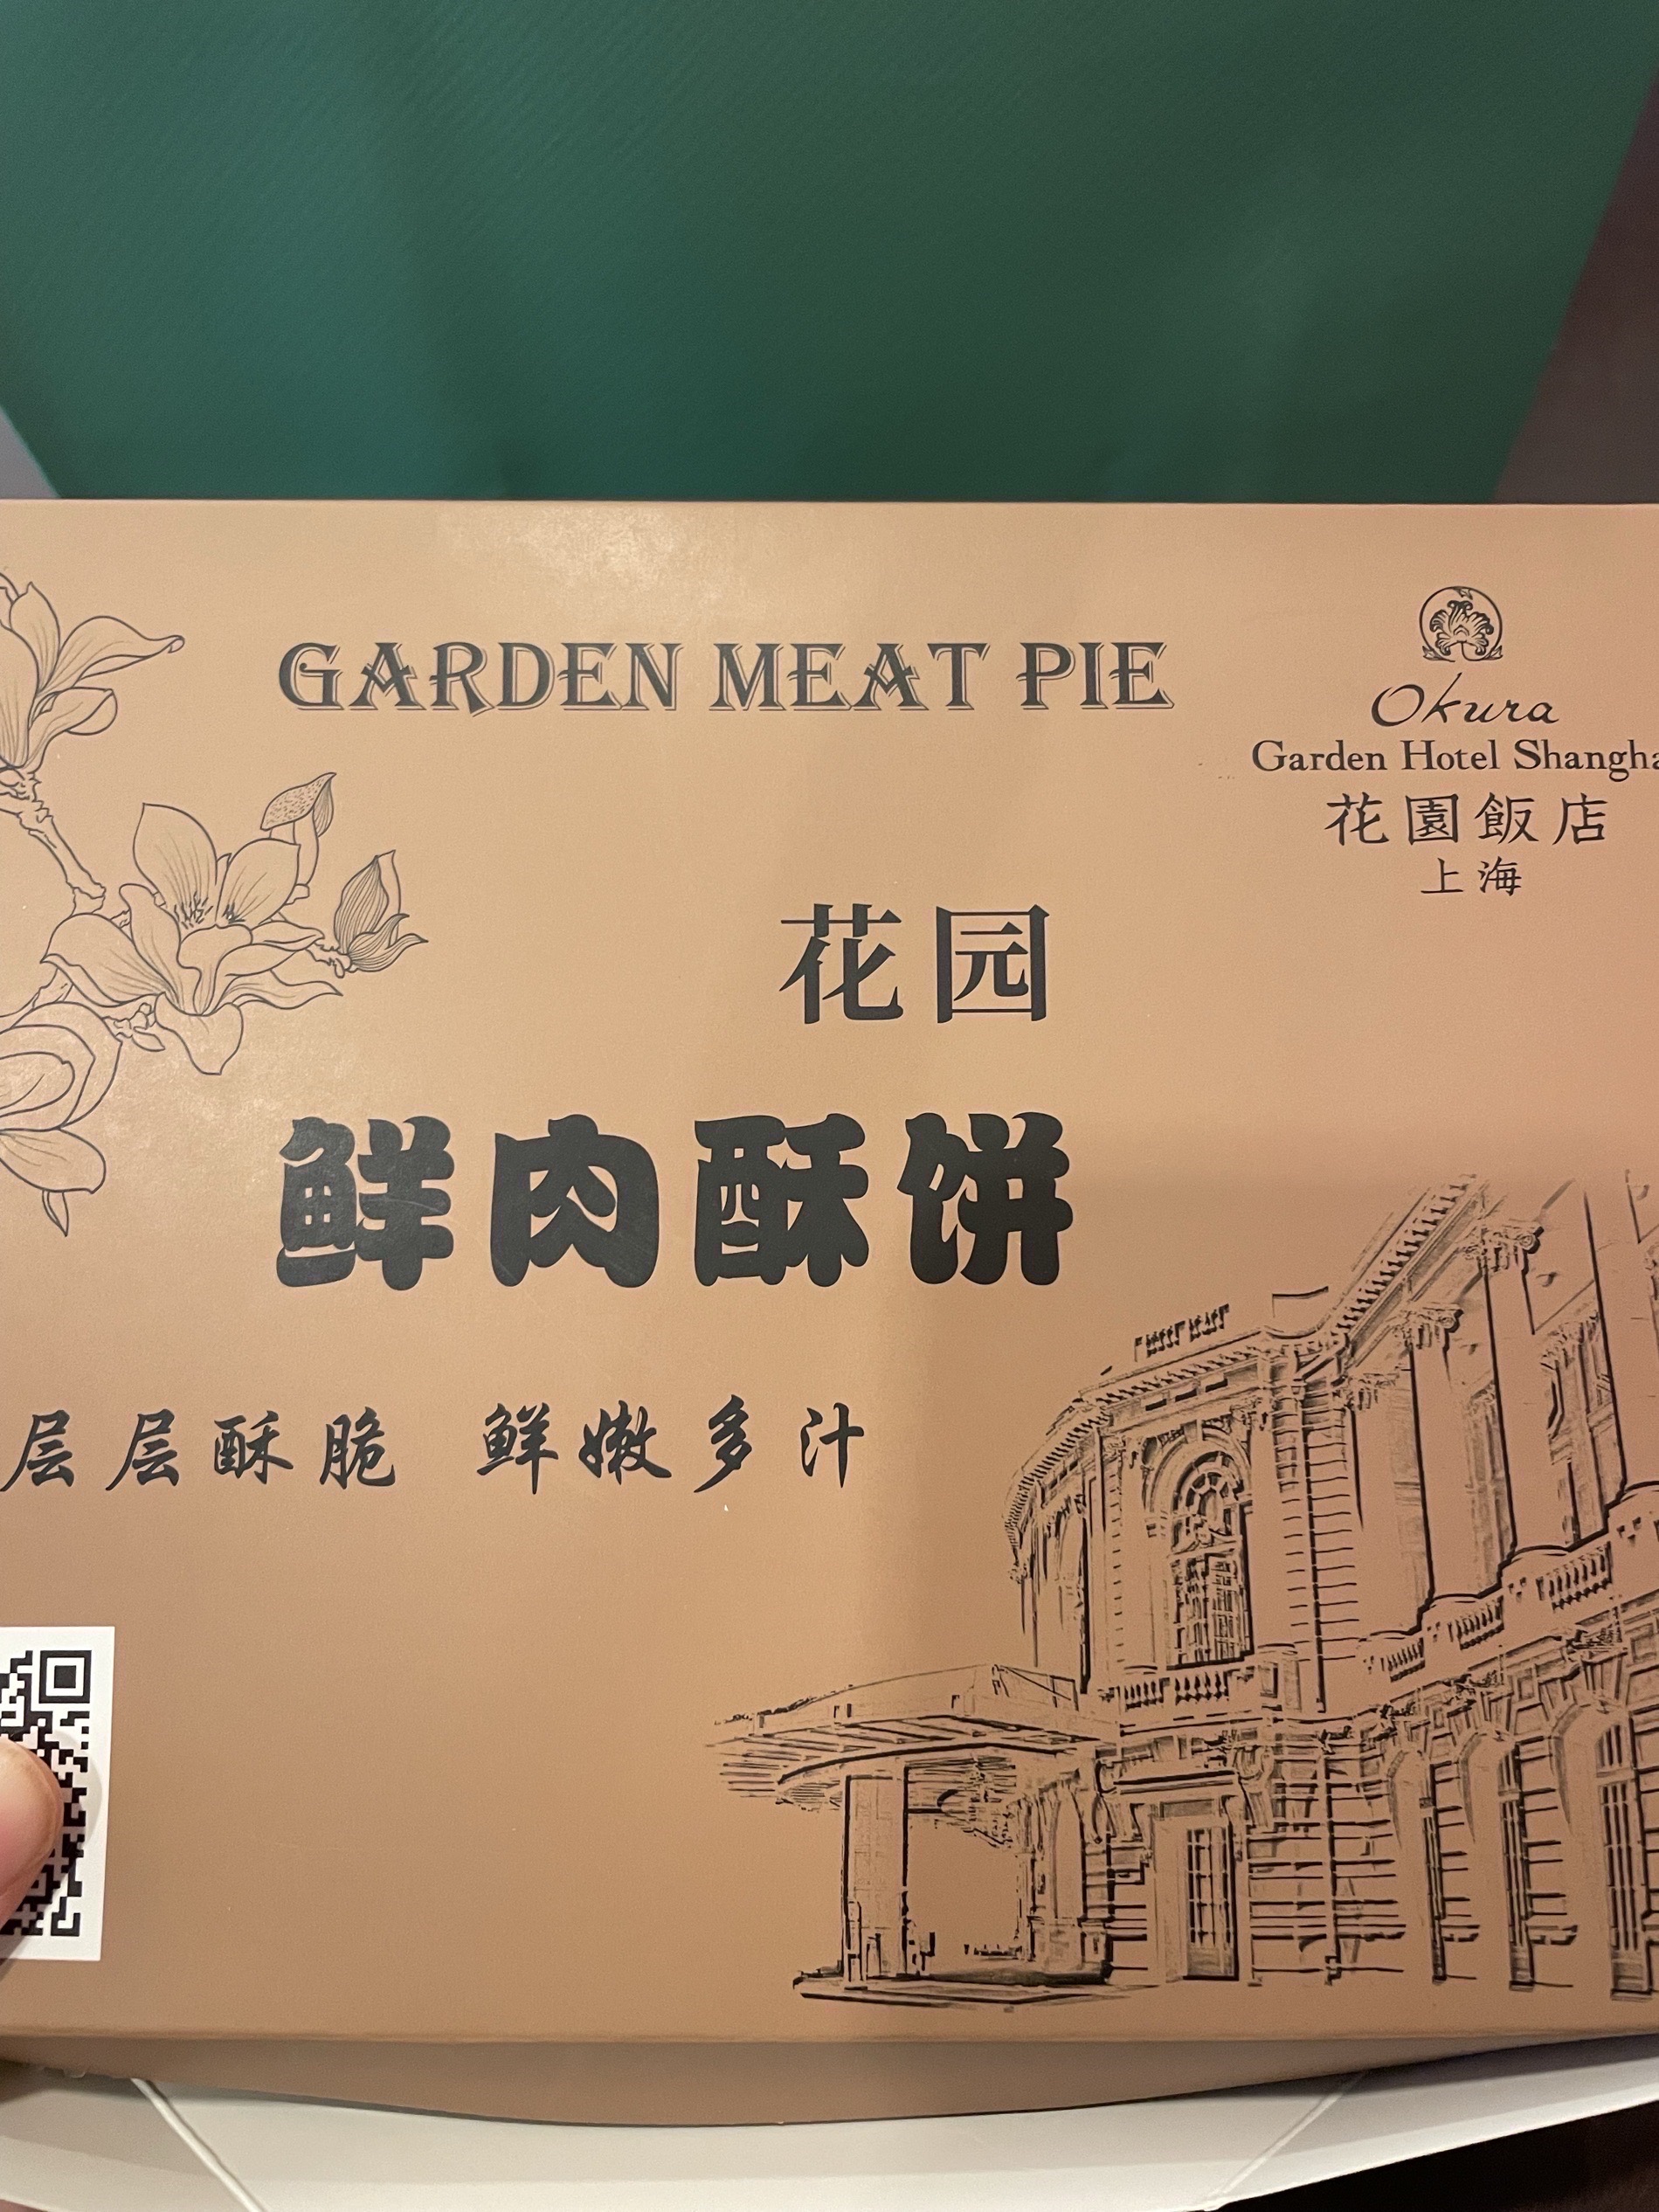 GARDEN MEAT PIE
Okura
Garden Hotel Shangha
花園飯店
上海
花园
鲜肉酥饼
层层酥脆 鲜嫩多汁